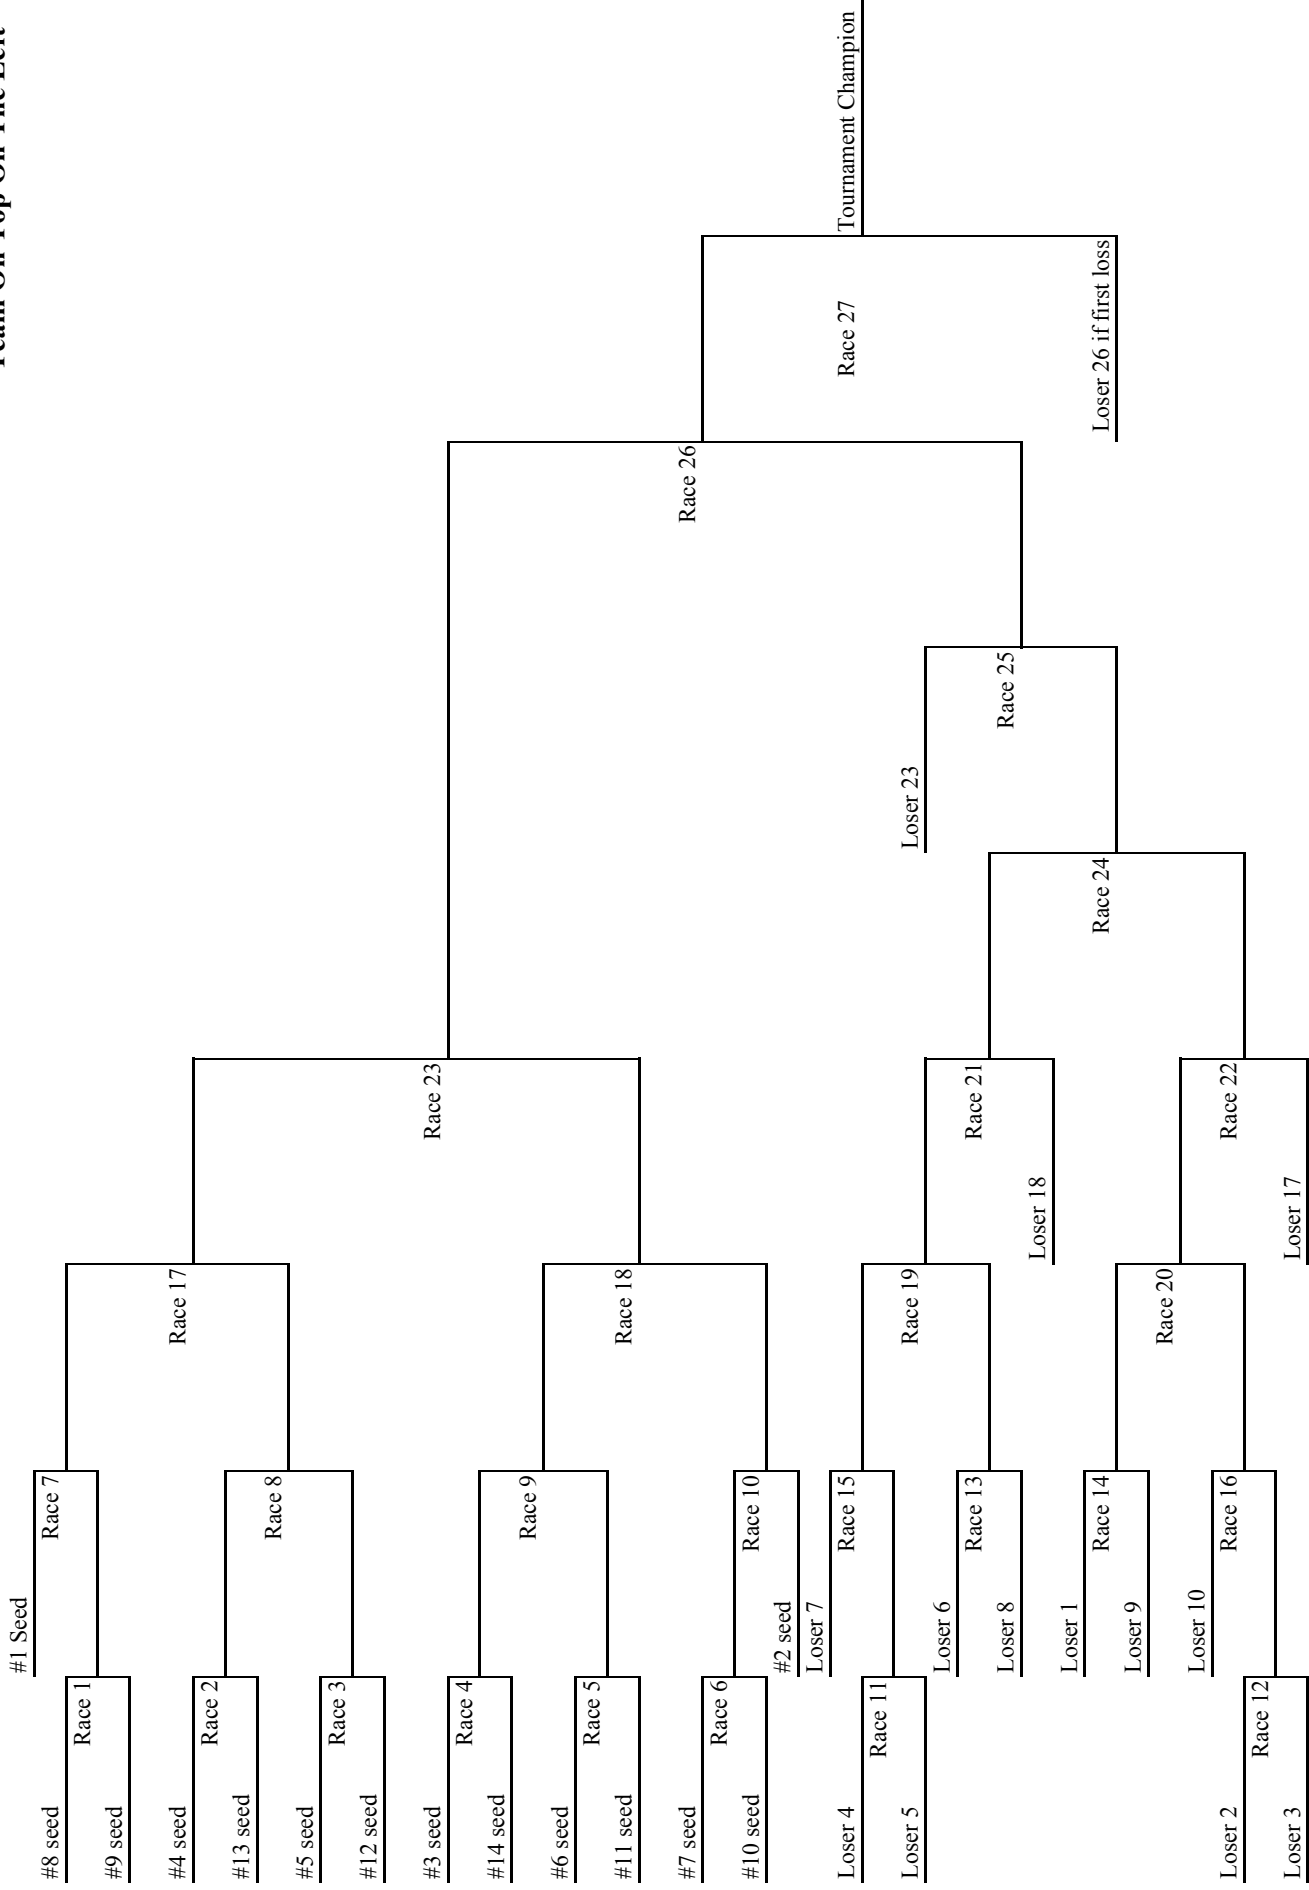 Team On Top On The Left
#1 Seed
#8 seed
Race 1
Race 7
#9 seed
Race 17
#4 seed
Race 2
#13 seed
Race 8
#5 seed
Race 3
#12 seed
Race 23
#3 seed
Race 4
#14 seed
Race 9
#6 seed
Race 5
#11 seed
Race 18
#7 seed
Race 6
#10 seed
Race 10
#2 seed
Race 26
Loser 7
Race 15
Loser 4
Race 11
Loser 5
Race 19
Loser 23
Tournament Champion
Race 27
Loser 6
Race 13
Loser 8
Race 21
Loser 18
Race 25
Loser 1
Race 14
Loser 9
Race 24
Loser 26 if first loss
Race 20
Loser 10
Race 16
Loser 2
Race 12
Loser 3
Race 22
Loser 17